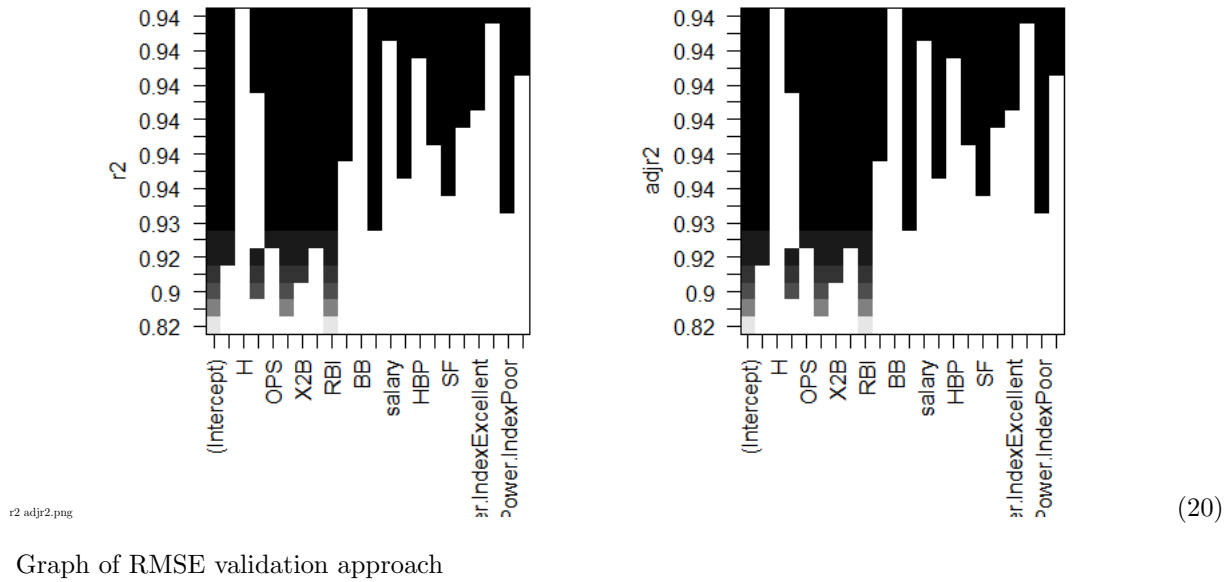 r2
0.94
0.94
0.94
0.94
0.94
0.94
0.93
0.92
0.9
0.82
(Intercept)
H
OPS
X2B
RBI
BB
salary
HBP
SF
er.IndexExcellent
Power.IndexPoor
adjr2
0.94
0.94
0.94
0.94
0.94
0.94
0.93
0.92
0.9
0.82
(Intercept)
H
OPS
X2B
RBI
BB
salary
HBP
SF
er.IndexExcellent
Power.IndexPoor
r2 adjr2.png
(20)
Graph of RMSE validation approach